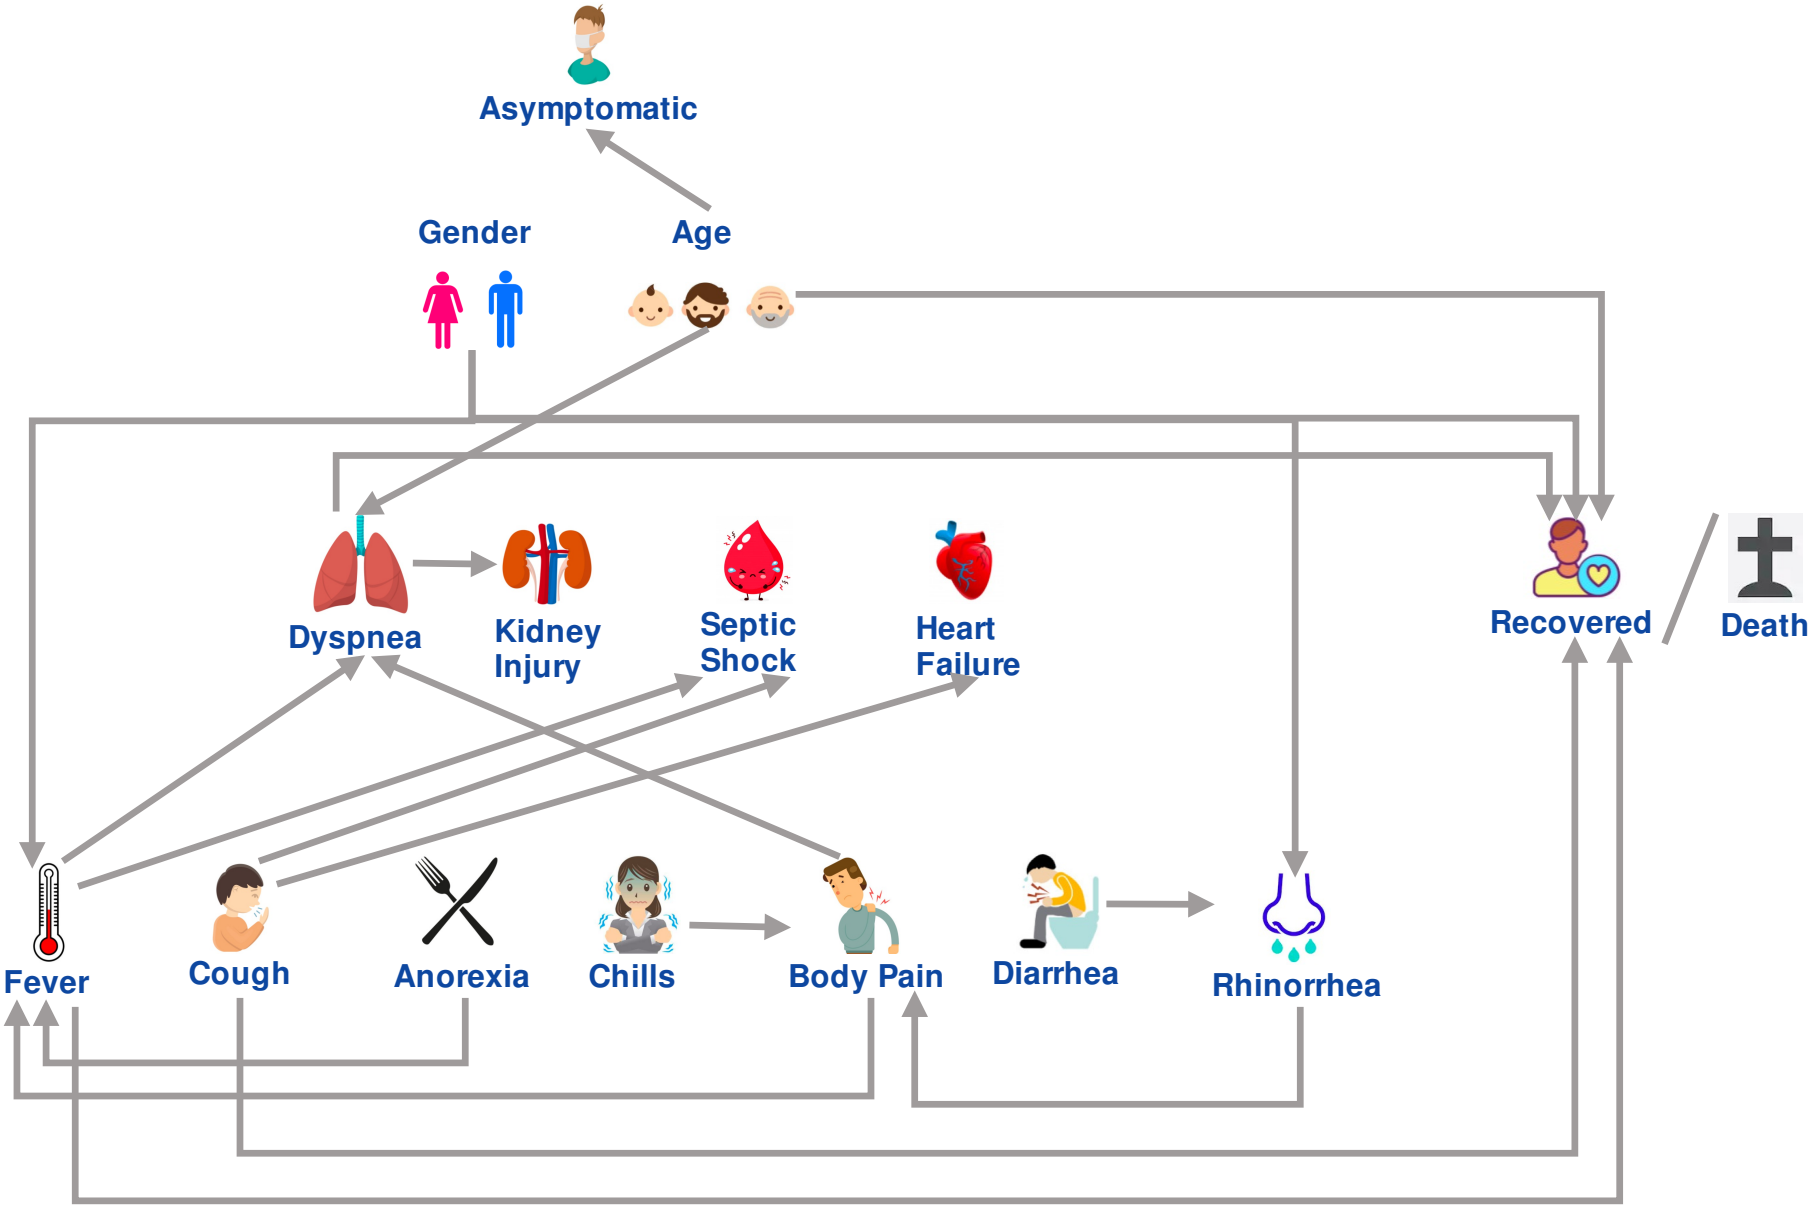 Asymptomatic
Gender
Age
Dyspnea
Kidney
Injury
Septic
Shock
Heart
Failure
Recovered
Death
Fever
Cough
Anorexia
Chills
Body Pain
Diarrhea
Rhinorrhea